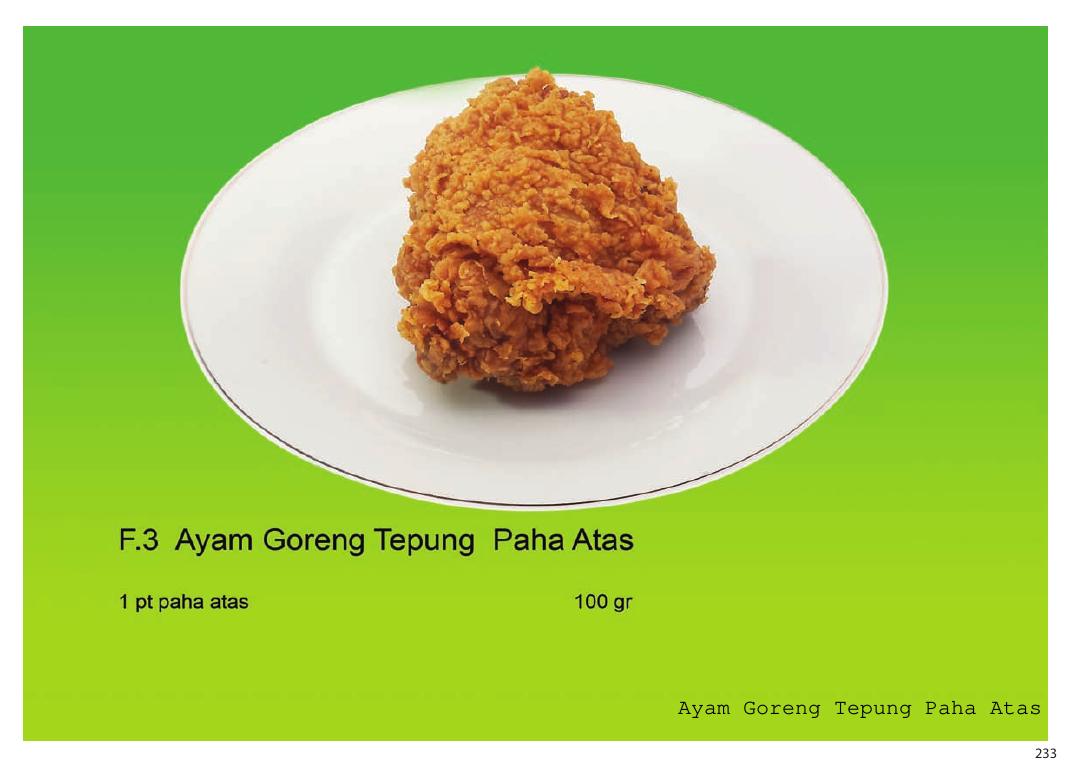 F.3 Ayam Goreng Tepung Paha Atas
1 pt paha atas 100 gr
Ayam Goreng Tepung Paha Atas
233